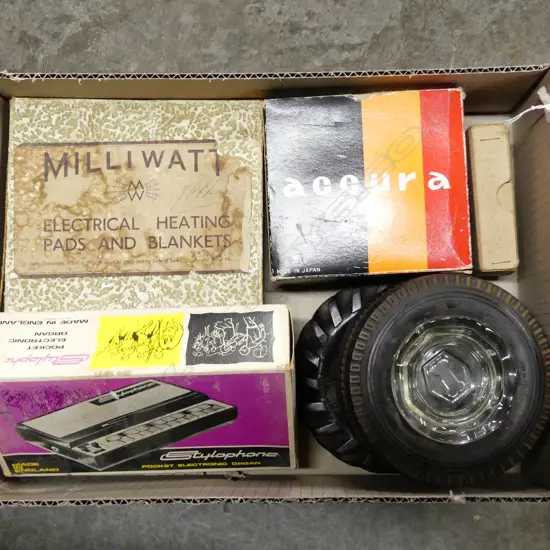 MILLIWATT
MW
ELECTRICAL HEATING
PADS AND BLANKETS
accura
MADE IN JAPAN
Stylophone
POCKET
ELECTRONIC
ORGAN
MADE IN ENGLAND
Stylophone
POCKET ELECTRONIC ORGAN
MADE
IN
ENGLAND